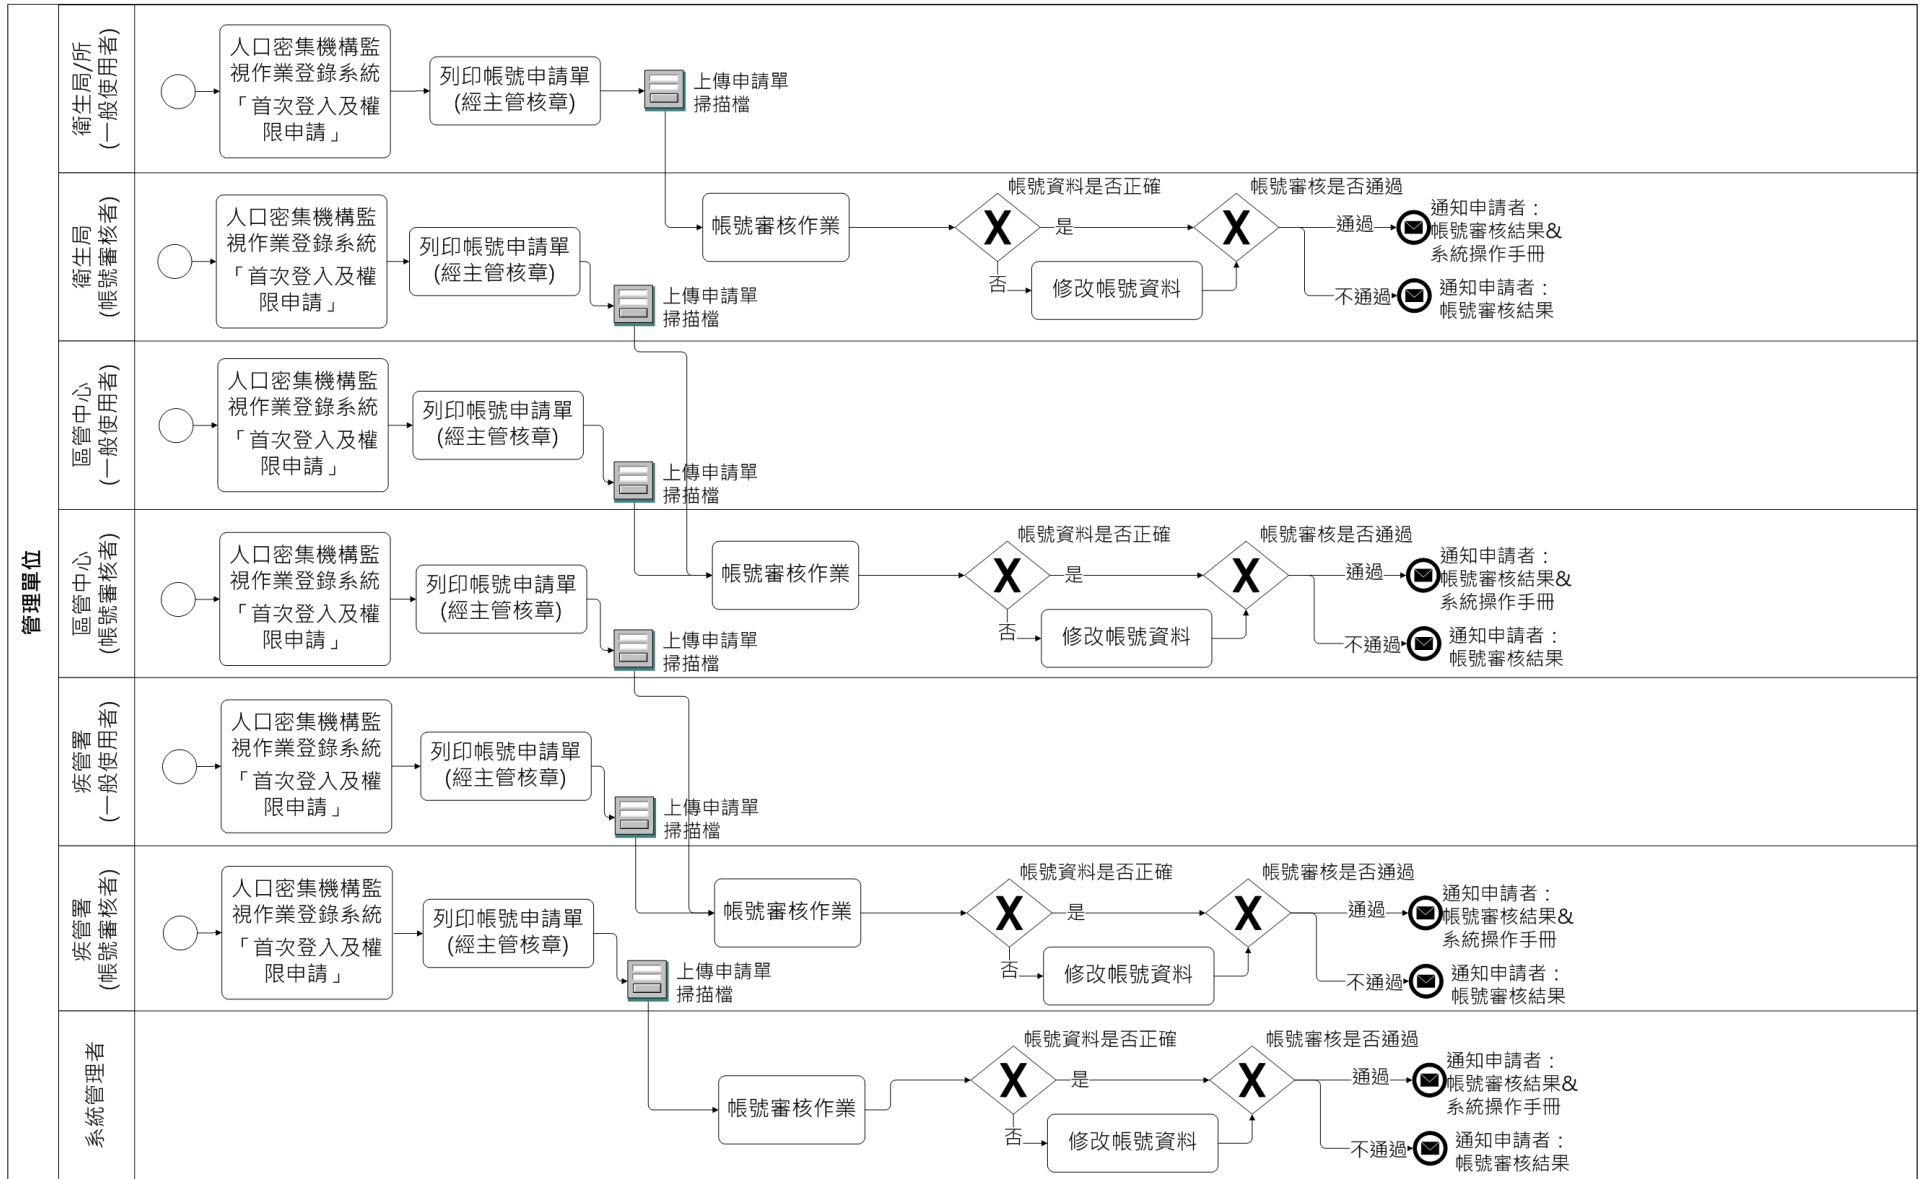 管理單位
衛生局/所
(一般使用者)
人口密集機構監
視作業登錄系統
「首次登入及權
限申請」
列印帳號申請單
(經主管核章)
上傳申請單
掃描檔
衛生局
(帳號審核者)
人口密集機構監
視作業登錄系統
「首次登入及權
限申請」
列印帳號申請單
(經主管核章)
上傳申請單
掃描檔
帳號審核作業
帳號資料是否正確
X
是
否
修改帳號資料
帳號審核是否通過
X
通過
通知申請者：
帳號審核結果&
系統操作手冊
不通過
通知申請者：
帳號審核結果
區管中心
(一般使用者)
人口密集機構監
視作業登錄系統
「首次登入及權
限申請」
列印帳號申請單
(經主管核章)
上傳申請單
掃描檔
區管中心
(帳號審核者)
人口密集機構監
視作業登錄系統
「首次登入及權
限申請」
列印帳號申請單
(經主管核章)
上傳申請單
掃描檔
帳號審核作業
帳號資料是否正確
X
是
否
修改帳號資料
帳號審核是否通過
X
通過
通知申請者：
帳號審核結果&
系統操作手冊
不通過
通知申請者：
帳號審核結果
疾管署
(一般使用者)
人口密集機構監
視作業登錄系統
「首次登入及權
限申請」
列印帳號申請單
(經主管核章)
上傳申請單
掃描檔
疾管署
(帳號審核者)
人口密集機構監
視作業登錄系統
「首次登入及權
限申請」
列印帳號申請單
(經主管核章)
上傳申請單
掃描檔
帳號審核作業
帳號資料是否正確
X
是
否
修改帳號資料
帳號審核是否通過
X
通過
通知申請者：
帳號審核結果&
系統操作手冊
不通過
通知申請者：
帳號審核結果
系統管理者
帳號審核作業
帳號資料是否正確
X
是
否
修改帳號資料
帳號審核是否通過
X
通過
通知申請者：
帳號審核結果&
系統操作手冊
不通過
通知申請者：
帳號審核結果